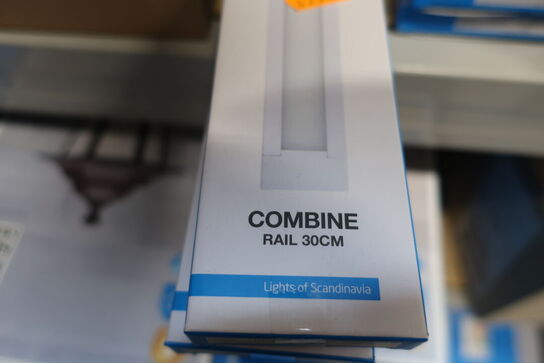 COMBINE
RAIL 30CM
Lights of Scandinavia